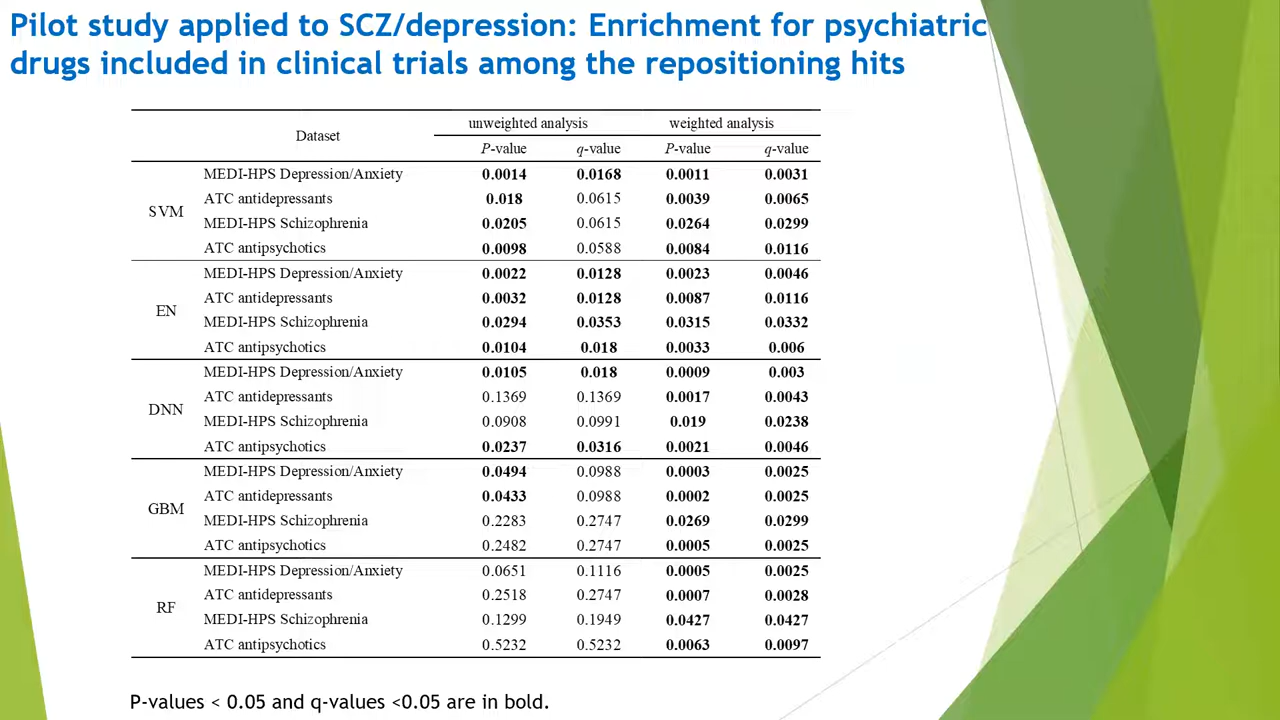 Pilot study applied to SCZ/depression: Enrichment for psychiatric
drugs included in clinical trials among the repositioning hits
Dataset unweighted analysis weighted analysis
P-value q-value P-value q-value
SVM
MEDI-HPS Depression/Anxiety 0.0014 0.0168 0.0011 0.0031
ATC antidepressants 0.018 0.0615 0.0039 0.0065
MEDI-HPS Schizophrenia 0.0205 0.0615 0.0264 0.0299
ATC antipsychotics 0.0098 0.0588 0.0084 0.0116
EN
MEDI-HPS Depression/Anxiety 0.0022 0.0128 0.0023 0.0046
ATC antidepressants 0.0032 0.0128 0.0087 0.0116
MEDI-HPS Schizophrenia 0.0294 0.0353 0.0315 0.0332
ATC antipsychotics 0.0104 0.018 0.0033 0.006
DNN
MEDI-HPS Depression/Anxiety 0.0105 0.018 0.0009 0.003
ATC antidepressants 0.1369 0.1369 0.0017 0.0043
MEDI-HPS Schizophrenia 0.0908 0.0991 0.019 0.0238
ATC antipsychotics 0.0237 0.0316 0.0021 0.0046
GBM
MEDI-HPS Depression/Anxiety 0.0494 0.0988 0.0003 0.0025
ATC antidepressants 0.0433 0.0988 0.0002 0.0025
MEDI-HPS Schizophrenia 0.2283 0.2747 0.0269 0.0299
ATC antipsychotics 0.2482 0.2747 0.0005 0.0025
RF
MEDI-HPS Depression/Anxiety 0.0651 0.1116 0.0005 0.0025
ATC antidepressants 0.2518 0.2747 0.0007 0.0028
MEDI-HPS Schizophrenia 0.1299 0.1949 0.0427 0.0427
ATC antipsychotics 0.5232 0.5232 0.0063 0.0097
P-values < 0.05 and q-values <0.05 are in bold.